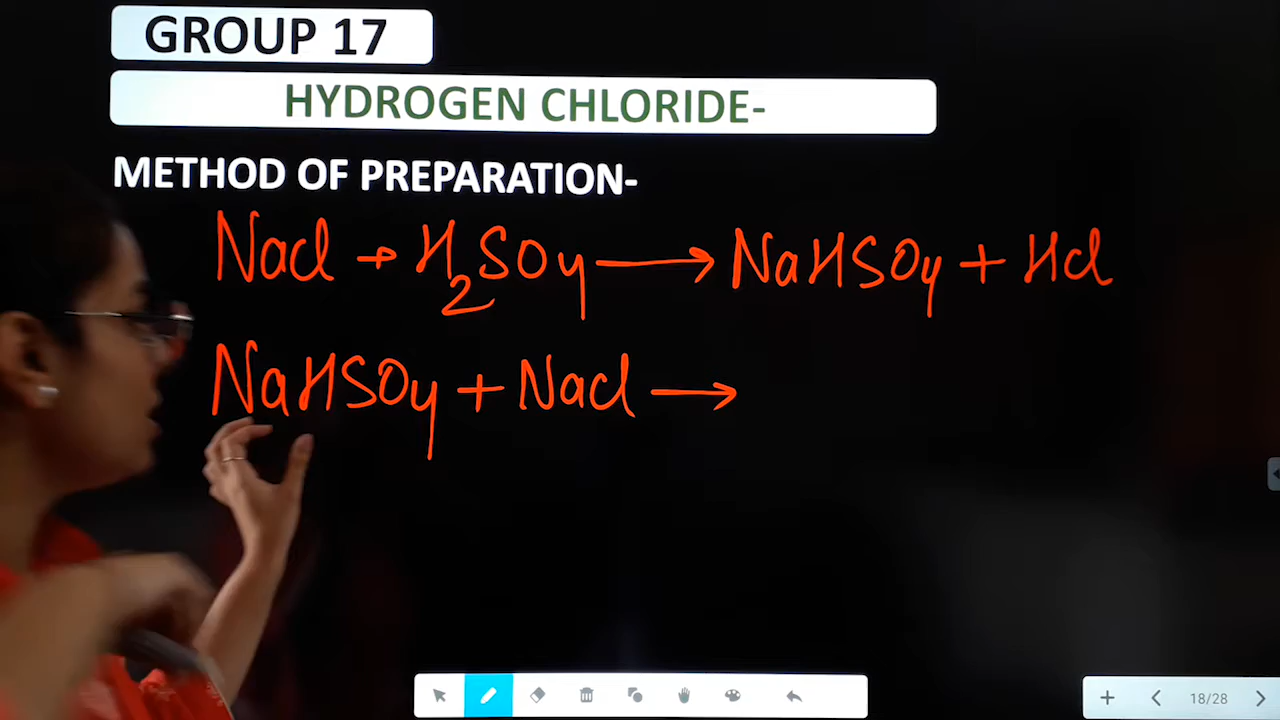 GROUP 17
HYDROGEN CHLORIDE-
METHOD OF PREPARATION-
NaCl + H2SO4 → NaHSO4 + HCl
NaHSO4 + NaCl →
18/28